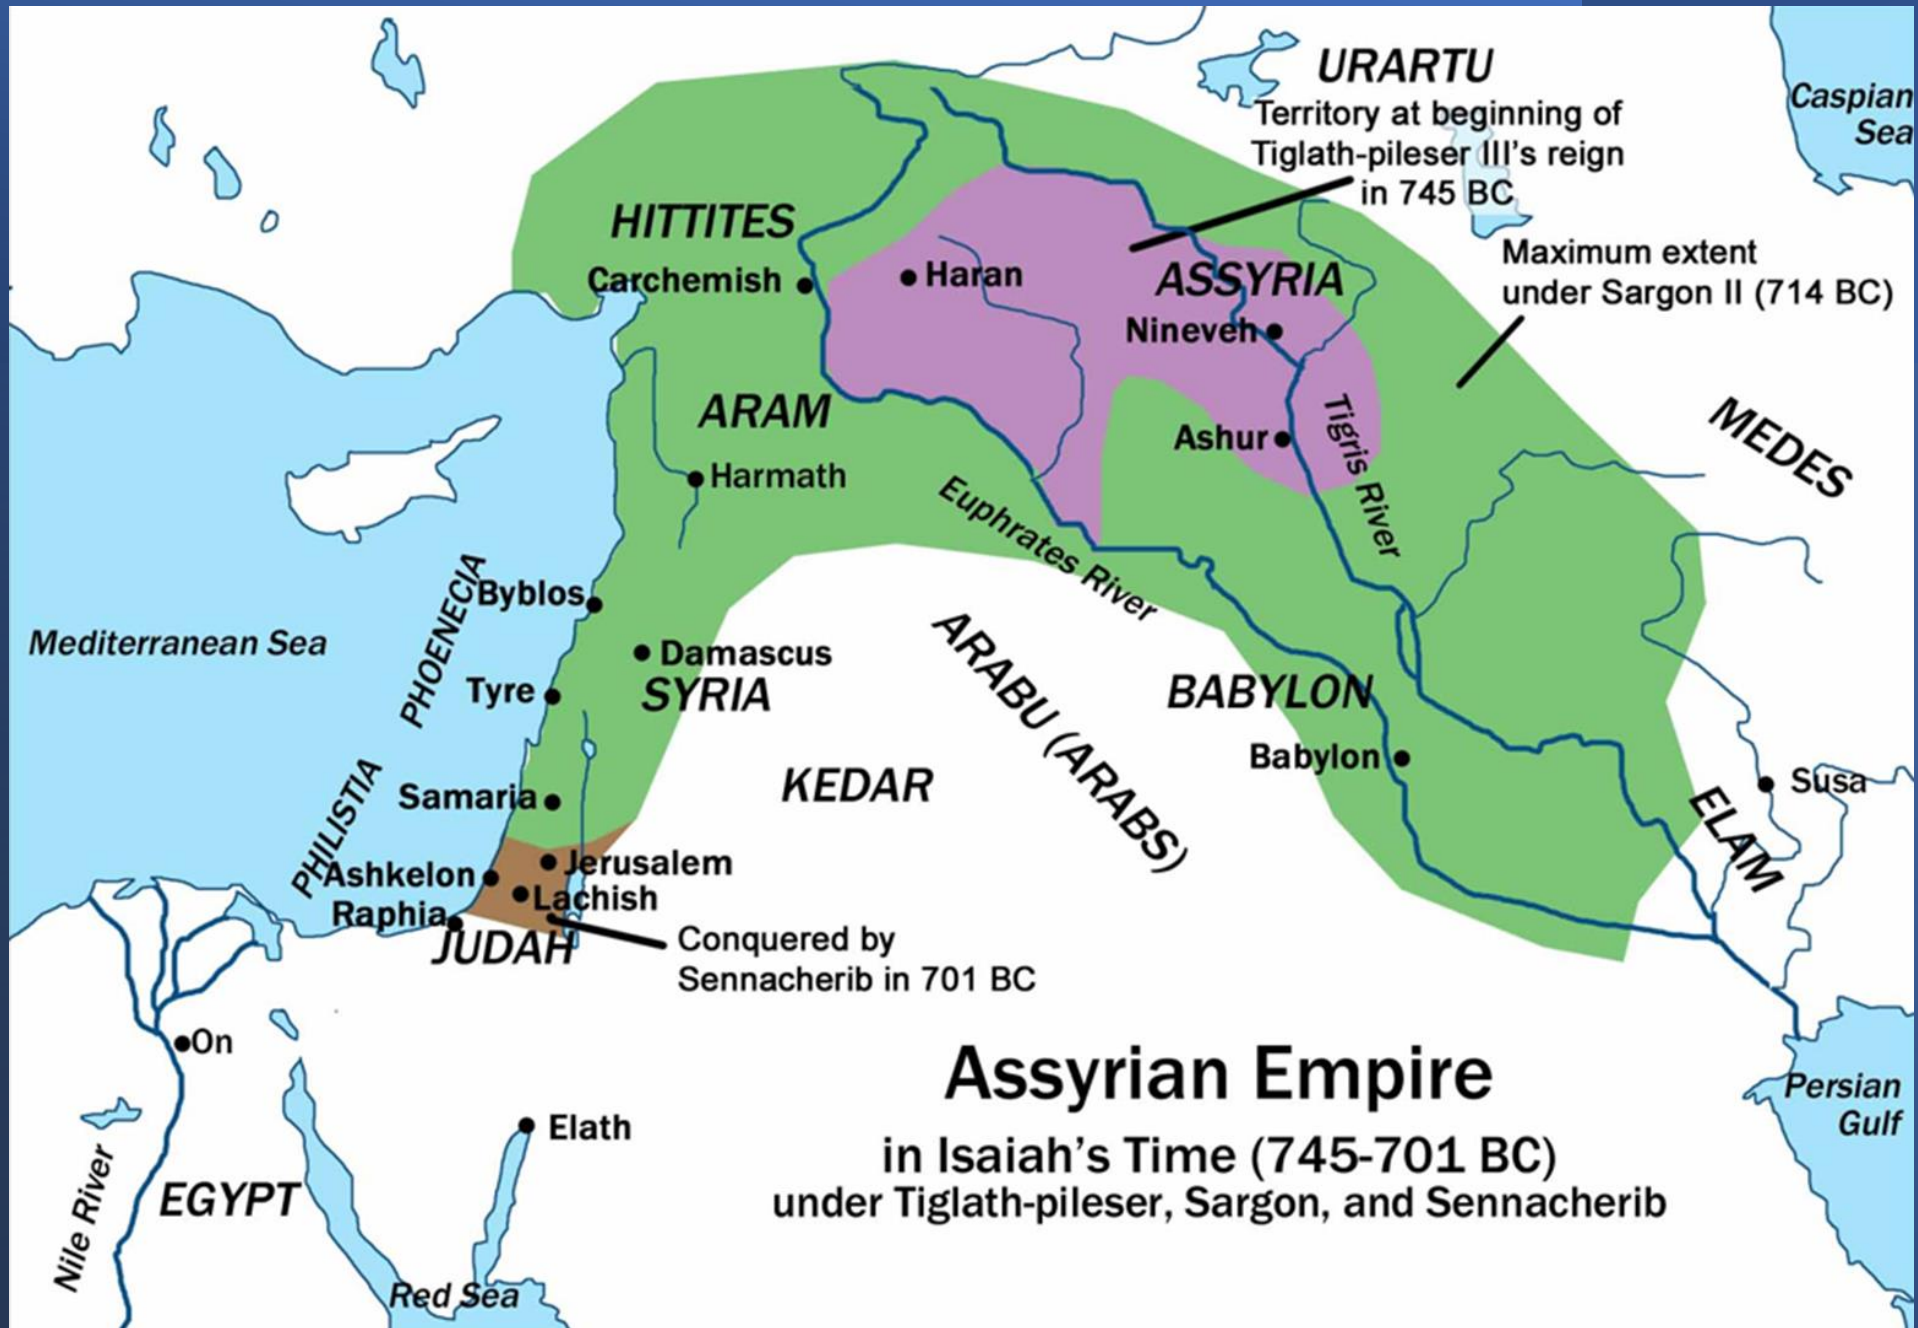 URARTU
Territory at beginning of
Tiglath-pileser III's reign
in 745 BC
Caspian
Sea
HITTITES
Carchemish
Haran
ASSYRIA
Nineveh
Maximum extent
under Sargon II (714 BC)
ARAM
Harmath
Ashur
Tigris River
MEDES
Euphrates River
PHOENECIA
Byblos
Mediterranean Sea
Damascus
SYRIA
Tyre
ARABU (ARABS)
BABYLON
Babylon
KEDAR
Samaria
PHILISTIA
ELAM
Susa
Jerusalem
Ashkelon
Lachish
Raphia
JUDAH
Conquered by
Sennacherib in 701 BC
On
Assyrian Empire
in Isaiah's Time (745-701 BC)
under Tiglath-pileser, Sargon, and Sennacherib
Persian
Gulf
Elath
Nile River
EGYPT
Red Sea